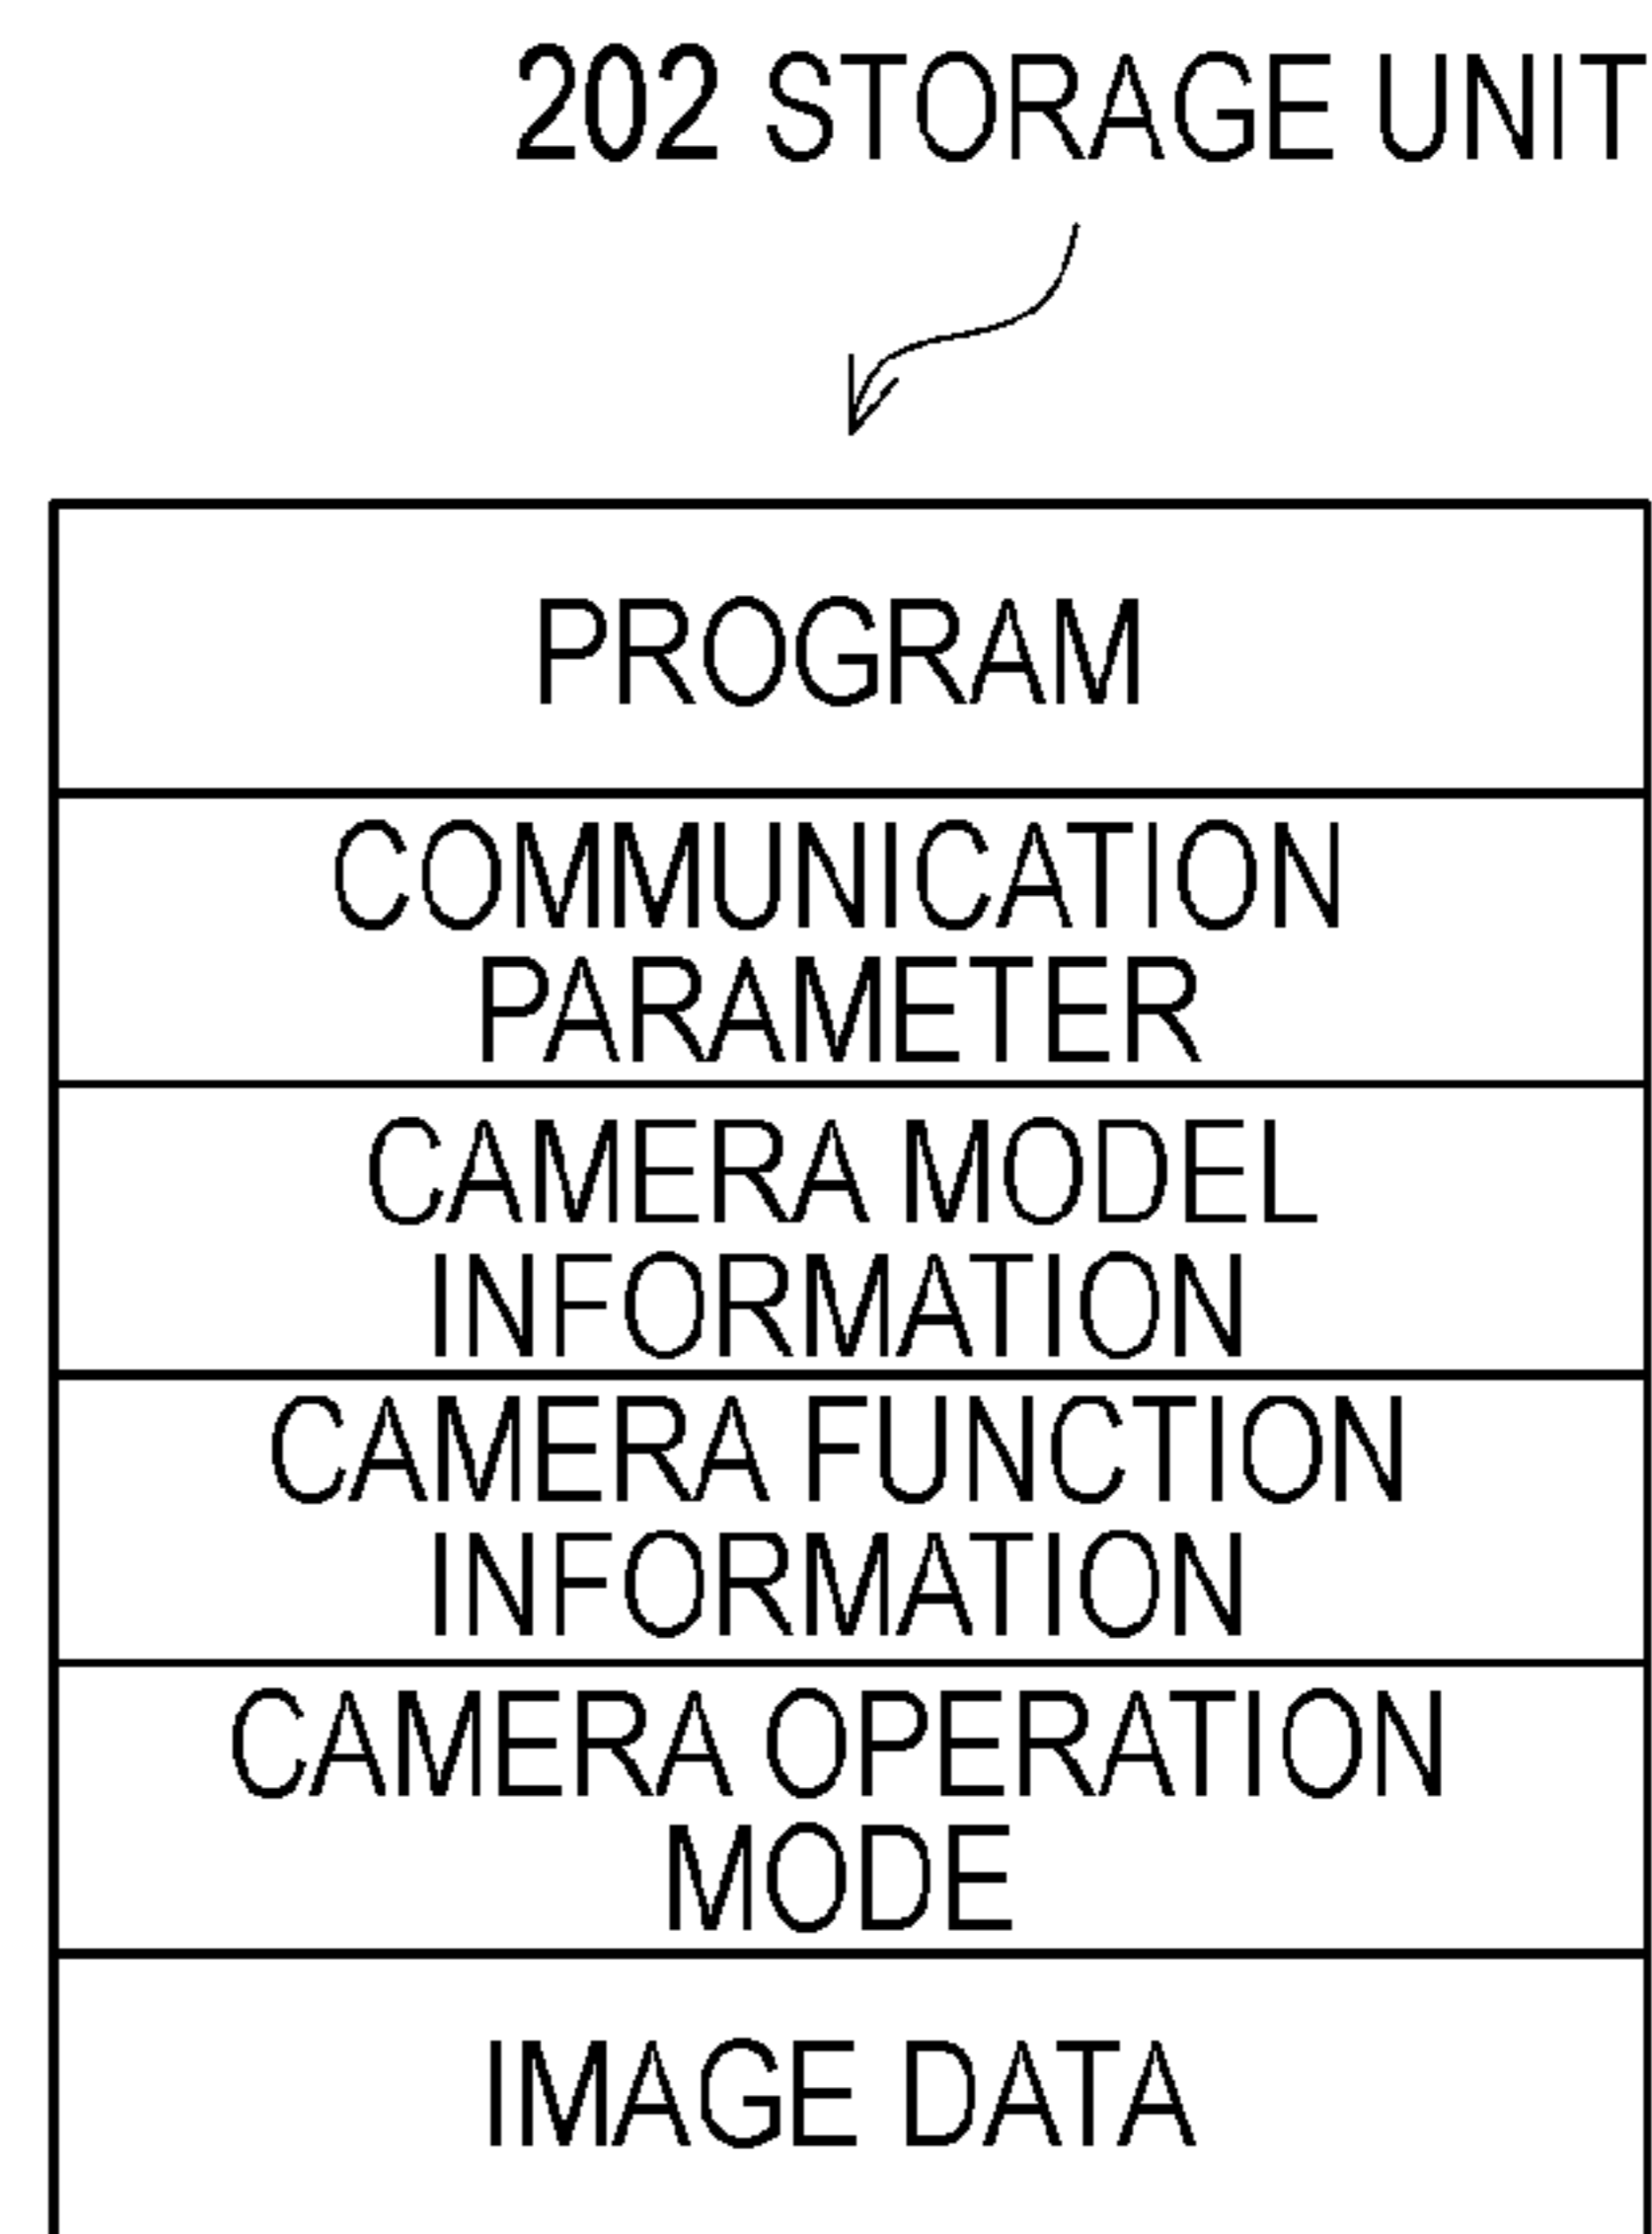 202 STORAGE UNIT
PROGRAM
COMMUNICATION
PARAMETER
CAMERA MODEL
INFORMATION
CAMERA FUNCTION
INFORMATION
CAMERA OPERATION
MODE
IMAGE DATA